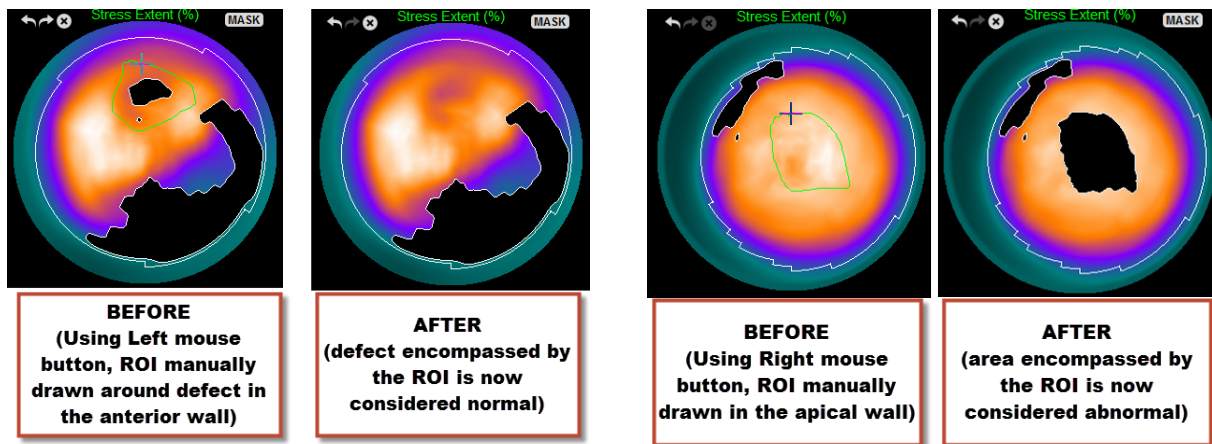 Stress Extent (%)
MASK
Stress Extent (%)
MASK
Stress Extent (%)
MASK
Stress Extent (%)
MASK
BEFORE
(Using Left mouse
button, ROI manually
drawn around defect in
the anterior wall)
AFTER
(defect encompassed by
the ROI is now
considered normal)
BEFORE
(Using Right mouse
button, ROI manually
drawn in the apical wall)
AFTER
(area encompassed by
the ROI is now
considered abnormal)